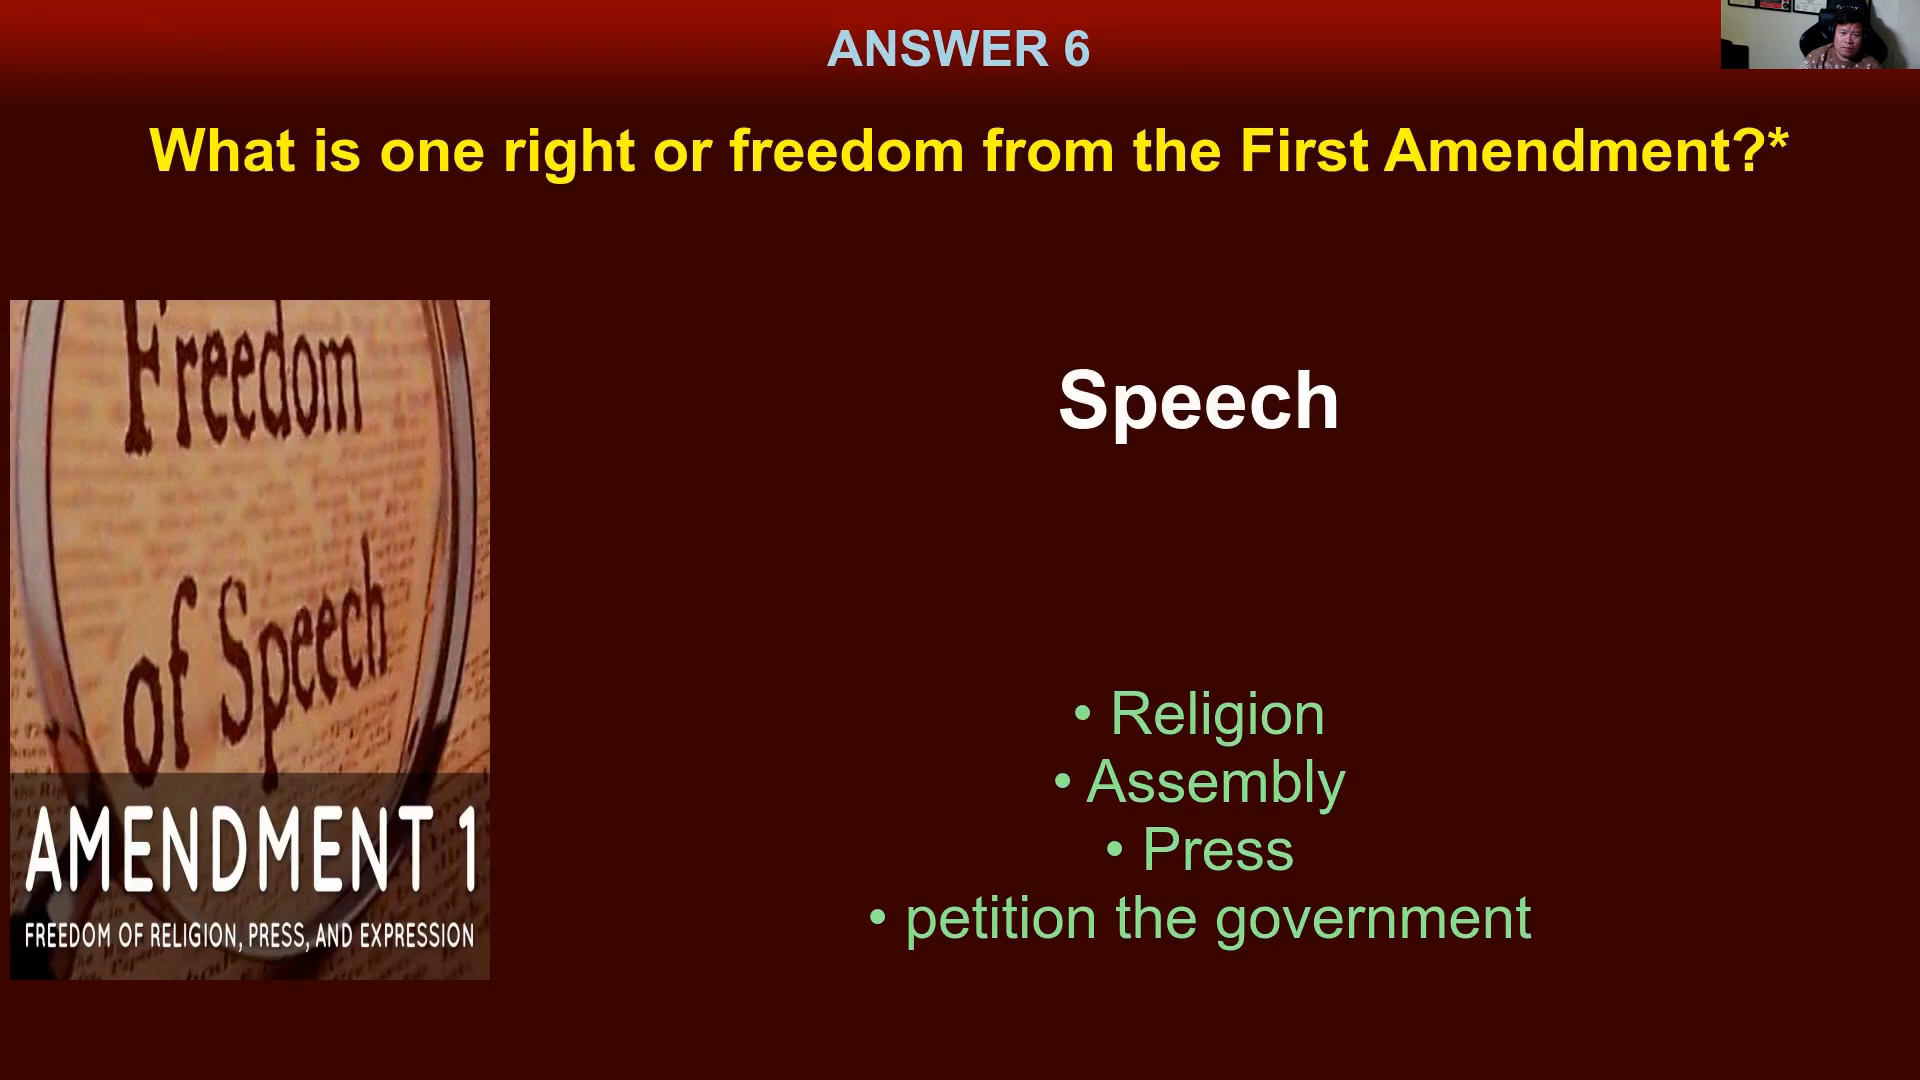 ANSWER 6
What is one right or freedom from the First Amendment?*
Freedom
of Speech
AMENDMENT 1
FREEDOM OF RELIGION, PRESS, AND EXPRESSION
Speech
• Religion
• Assembly
• Press
• petition the government